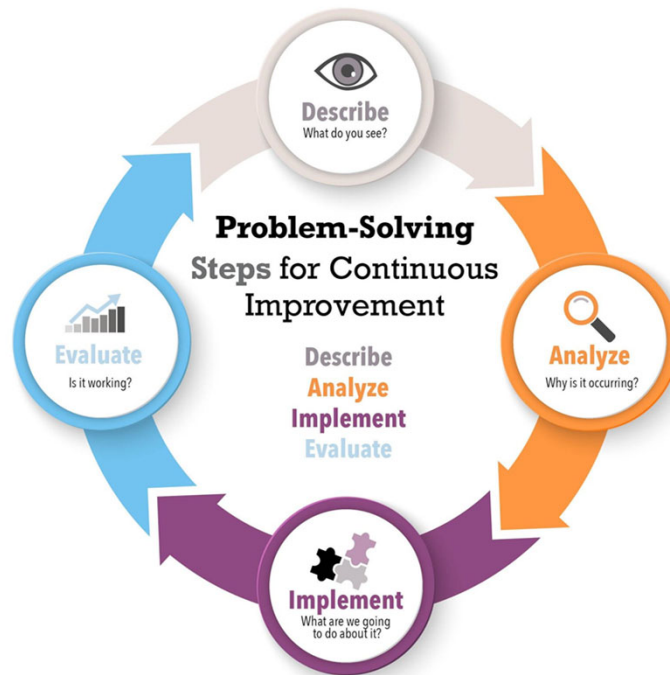 Describe
What do you see?
Problem-Solving
Steps for Continuous
Improvement
Describe
Analyze
Implement
Evaluate
Evaluate
Is it working?
Analyze
Why is it occurring?
Implement
What are we going
to do about it?